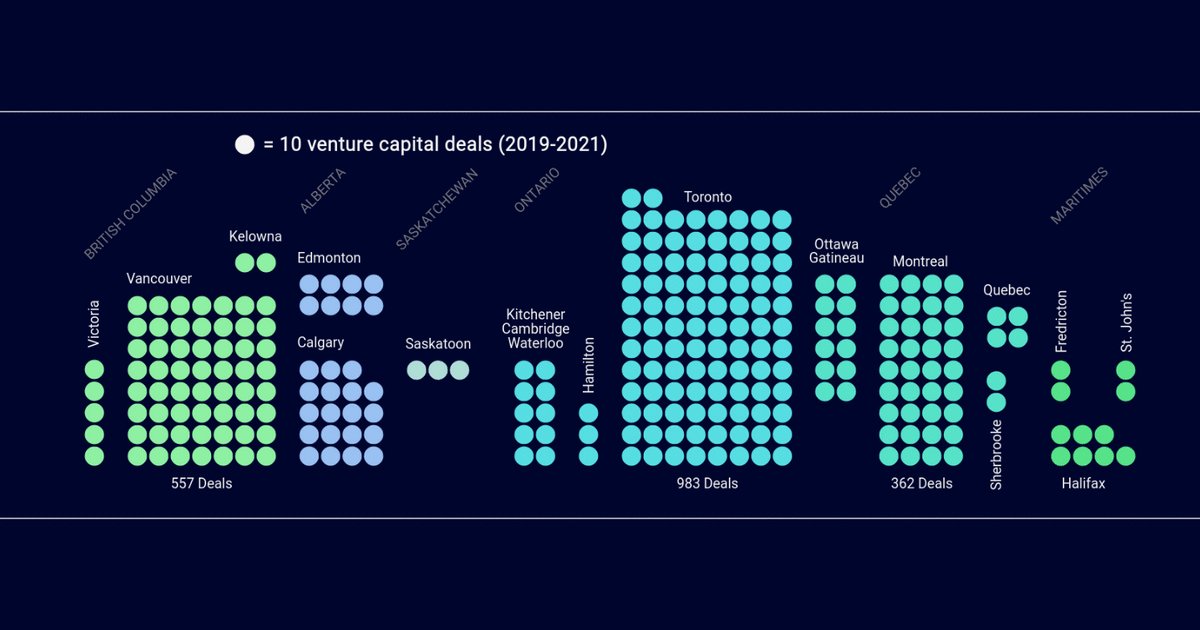 = 10 venture capital deals (2019-2021)
BRITISH COLUMBIA
ALBERTA
SASKATCHEWAN
ONTARIO
QUEBEC
MARITIMES
Victoria
Vancouver
Kelowna
557 Deals
Edmonton
Calgary
Saskatoon
Kitchener
Cambridge
Waterloo
Hamilton
Toronto
983 Deals
Ottawa
Gatineau
Montreal
362 Deals
Quebec
Sherbrooke
Fredricton
St. John's
Halifax